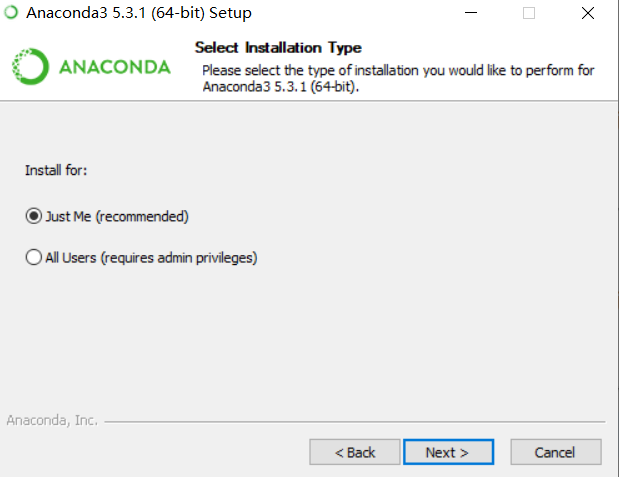 Anaconda3 5.3.1 (64-bit) Setup
ANACONDA
Select Installation Type
Please select the type of installation you would like to perform for
Anaconda3 5.3.1 (64-bit).
Install for:
Just Me (recommended)
All Users (requires admin privileges)
Anaconda, Inc.
< Back
Next >
Cancel